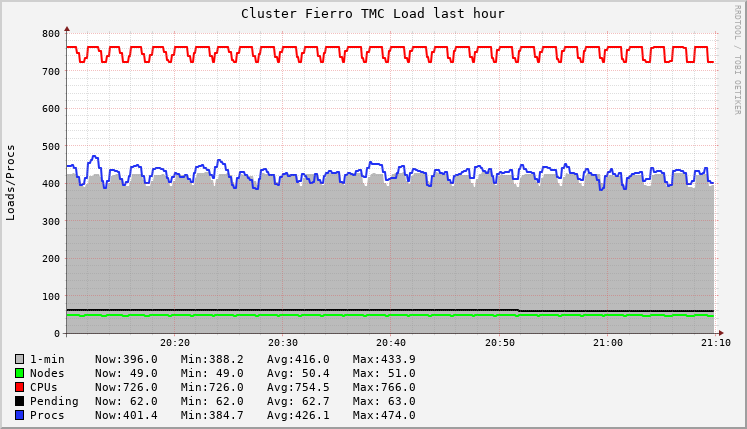 Cluster Fierro TMC Load last hour
RRDTOOL / TOBI OETIKER
Loads/Procs
800
700
600
500
400
300
200
100
0
20:20 20:30 20:40 20:50 21:00 21:10
1-min Now:396.0 Min:388.2 Avg:416.0 Max:433.9
Nodes Now: 49.0 Min: 49.0 Avg: 50.4 Max: 51.0
CPUs Now:726.0 Min:726.0 Avg:754.5 Max:766.0
Pending Now: 62.0 Min: 62.0 Avg: 62.7 Max: 63.0
Procs Now:401.4 Min:384.7 Avg:426.1 Max:474.0